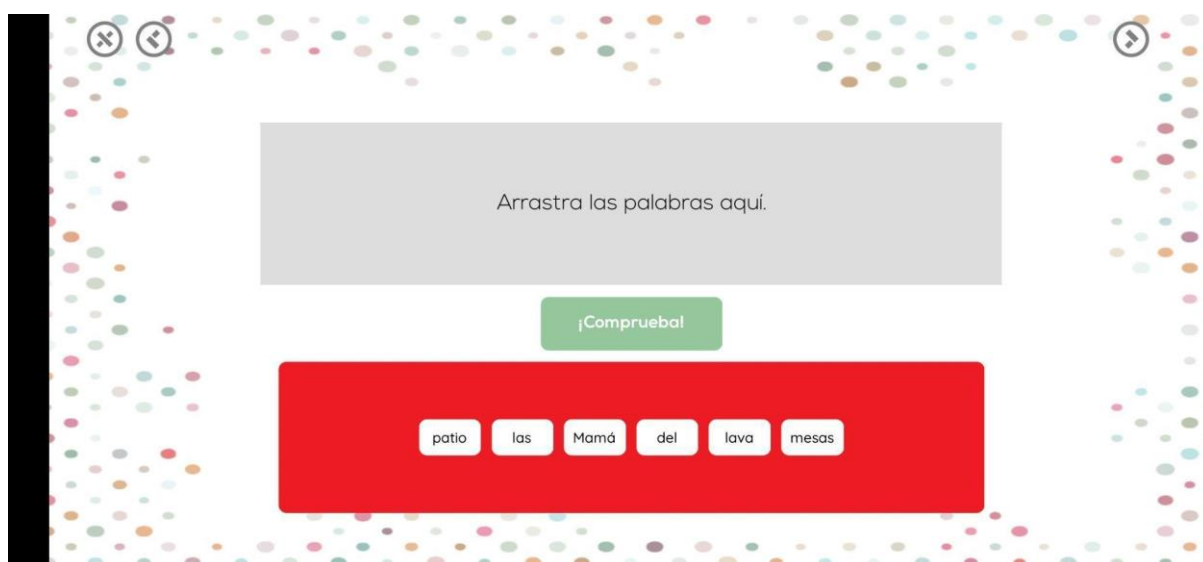 Arrastra las palabras aquí.
¡Comprueba!
patio las Mamá del lava mesas